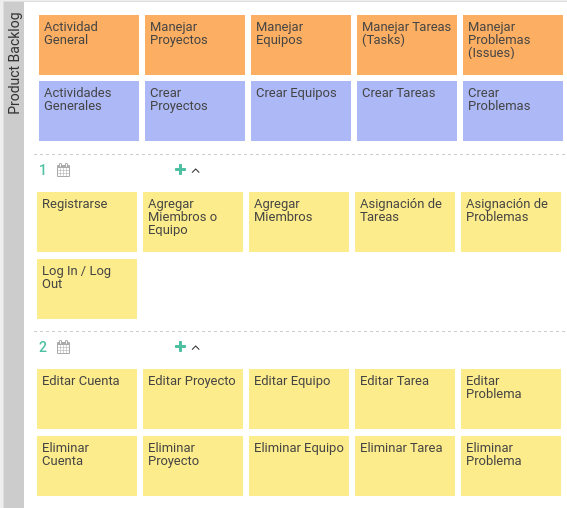 Product Backlog
Actividad
General
Manejar
Proyectos
Manejar
Equipos
Manejar Tareas
(Tasks)
Manejar
Problemas
(Issues)
Actividades
Generales
Crear
Proyectos
Crear Equipos
Crear Tareas
Crear
Problemas
1
Registrarse
Agregar
Miembros o
Equipo
Agregar
Miembros
Asignación de
Tareas
Asignación de
Problemas
Log In / Log
Out
2
Editar Cuenta
Editar Proyecto
Editar Equipo
Editar Tarea
Editar
Problema
Eliminar
Cuenta
Eliminar
Proyecto
Eliminar Equipo
Eliminar Tarea
Eliminar
Problema